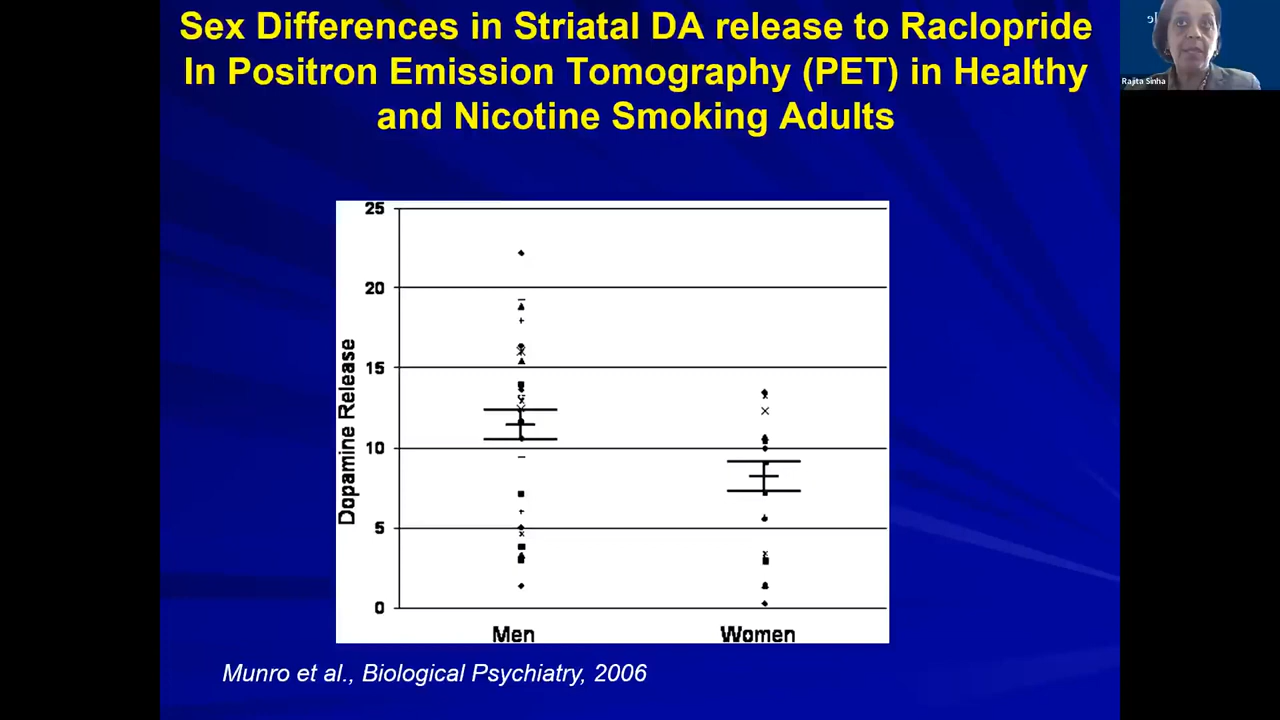 Sex Differences in Striatal DA release to Raclopride
In Positron Emission Tomography (PET) in Healthy
and Nicotine Smoking Adults
Rajita Sinha
25
20
15
10
5
0
Dopamine Release
Men
Women
Munro et al., Biological Psychiatry, 2006